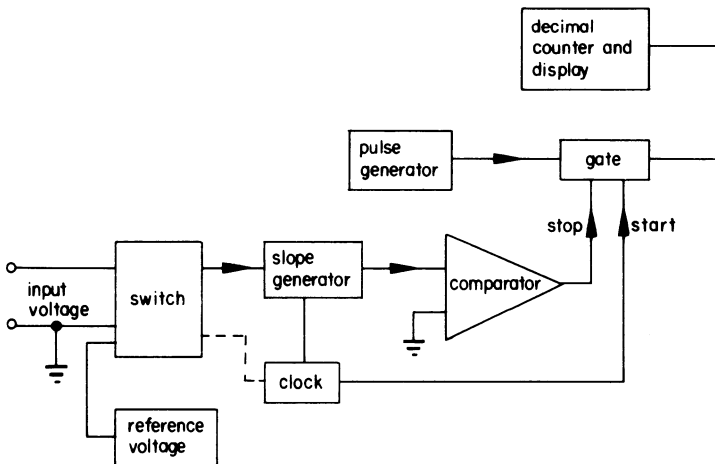 decimal
counter and
display
pulse
generator
gate
stop
start
input
voltage
switch
slope
generator
comparator
clock
reference
voltage